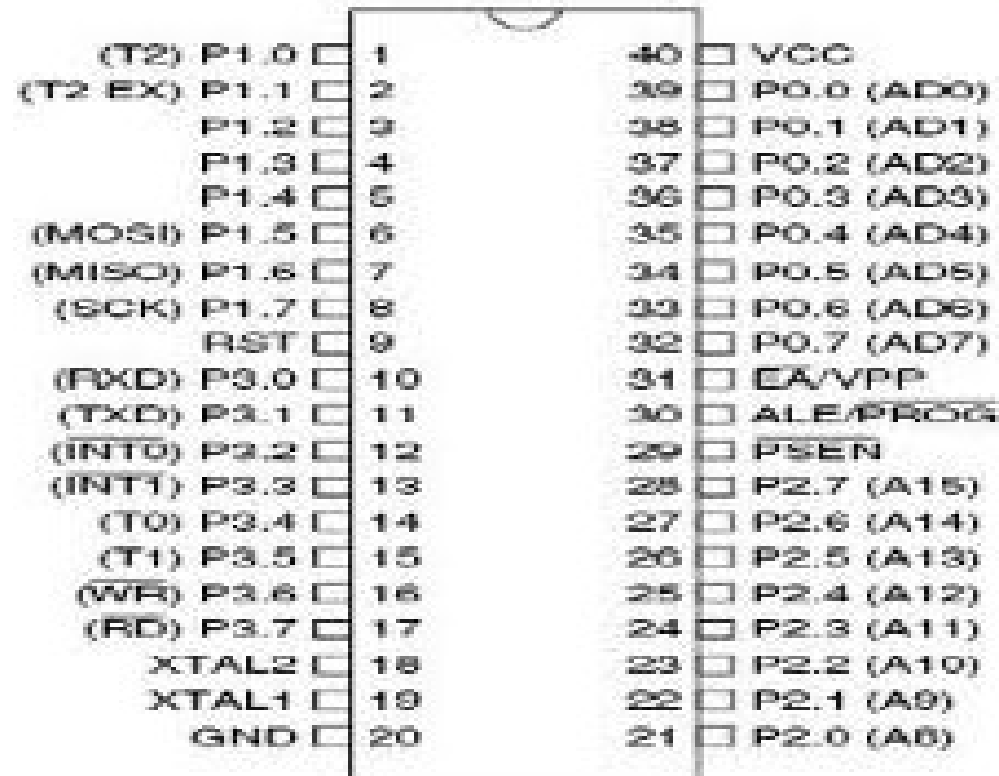 (T2) P1.0 1 40 VCC
(T2 EX) P1.1 2 39 P0.0 (AD0)
P1.2 3 38 P0.1 (AD1)
P1.3 4 37 P0.2 (AD2)
P1.4 5 36 P0.3 (AD3)
(MOSI) P1.5 6 35 P0.4 (AD4)
(MISO) P1.6 7 34 P0.5 (AD5)
(SCK) P1.7 8 33 P0.6 (AD6)
RST 9 32 P0.7 (AD7)
(RXD) P3.0 10 31 E̅A̅/VPP
(TXD) P3.1 11 30 ALE/P̅R̅O̅G̅
(I̅N̅T̅0̅) P3.2 12 29 P̅S̅E̅N̅
(I̅N̅T̅1̅) P3.3 13 28 P2.7 (A15)
(T0) P3.4 14 27 P2.6 (A14)
(T1) P3.5 15 26 P2.5 (A13)
(W̅R̅) P3.6 16 25 P2.4 (A12)
(R̅D̅) P3.7 17 24 P2.3 (A11)
XTAL2 18 23 P2.2 (A10)
XTAL1 19 22 P2.1 (A9)
GND 20 21 P2.0 (A8)